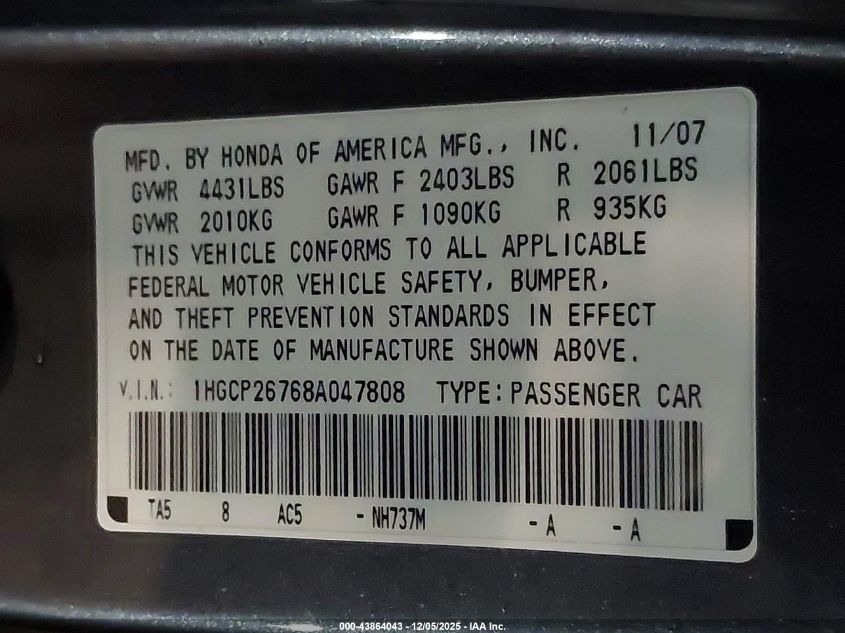 MFD. BY HONDA OF AMERICA MFG., INC. 11/07
GVWR 4431LBS GAWR F 2403LBS R 2061LBS
GVWR 2010KG GAWR F 1090KG R 935KG
THIS VEHICLE CONFORMS TO ALL APPLICABLE
FEDERAL MOTOR VEHICLE SAFETY, BUMPER,
AND THEFT PREVENTION STANDARDS IN EFFECT
ON THE DATE OF MANUFACTURE SHOWN ABOVE.
V.I.N.: 1HGCP26768A047808 TYPE: PASSENGER CAR
TA5 8 AC5 - NH737M - A - A
000-43864043 - 12/05/2025 - IAA Inc.